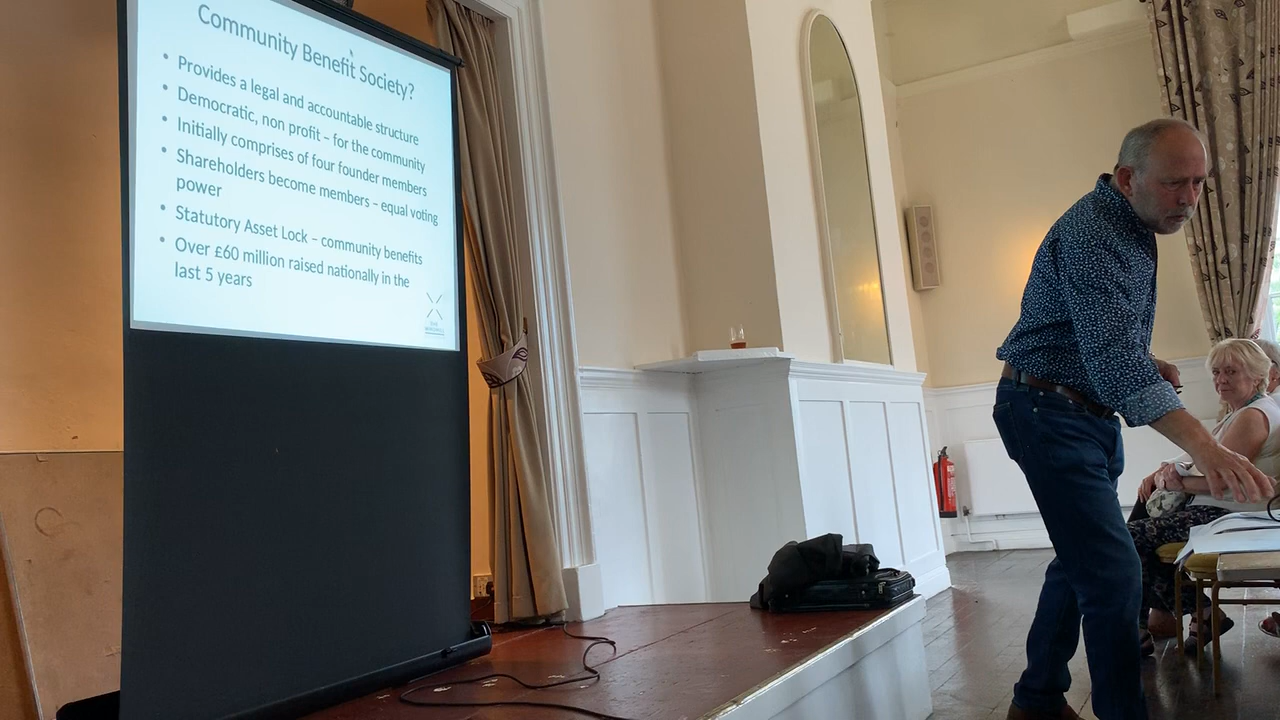 Community Benefit Society?
• Provides a legal and accountable structure
• Democratic, non profit – for the community
• Initially comprises of four founder members
• Shareholders become members – equal voting
power
• Statutory Asset Lock – community benefits
• Over £60 million raised nationally in the
last 5 years